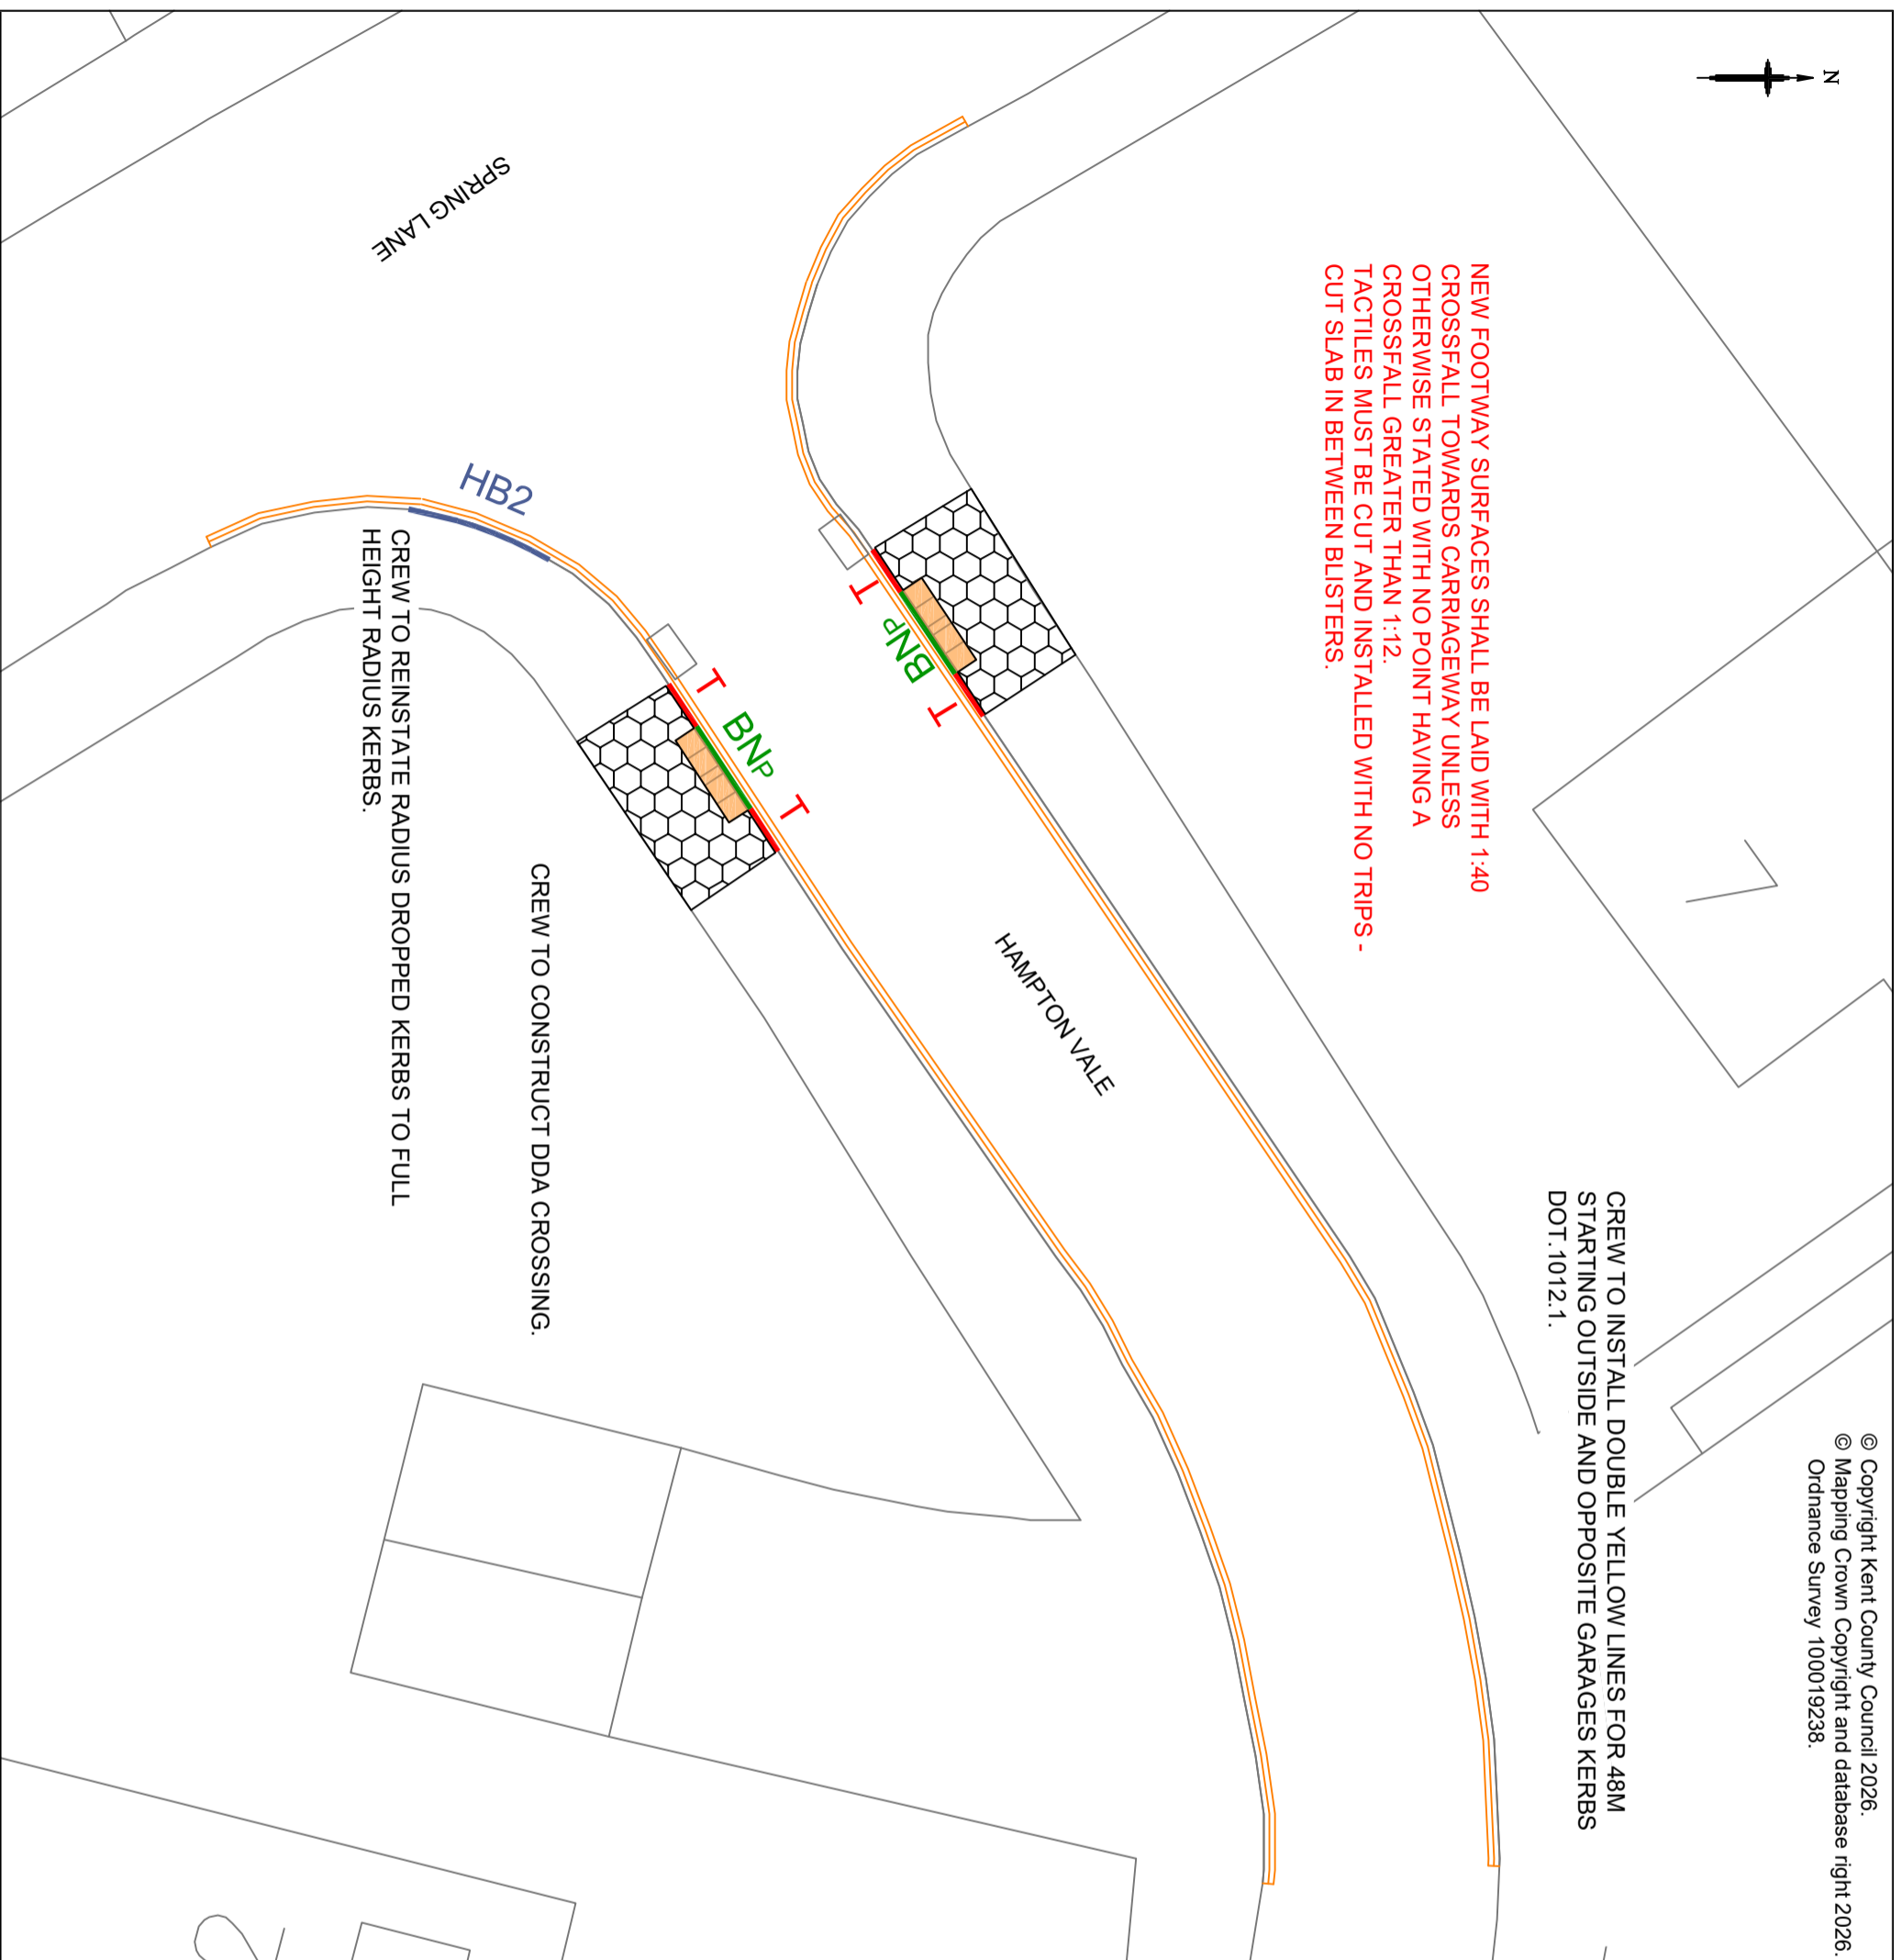 © Copyright Kent County Council 2026.
© Mapping Crown Copyright and database right 2026.
Ordnance Survey 100019238.
N
NEW FOOTWAY SURFACES SHALL BE LAID WITH 1:40
CROSSFALL TOWARDS CARRIAGEWAY UNLESS
OTHERWISE STATED WITH NO POINT HAVING A
CROSSFALL GREATER THAN 1:12.
TACTILES MUST BE CUT AND INSTALLED WITH NO TRIPS -
CUT SLAB IN BETWEEN BLISTERS.
CREW TO INSTALL DOUBLE YELLOW LINES FOR 48M
STARTING OUTSIDE AND OPPOSITE GARAGES KERBS
DOT.1012.1.
HAMPTON VALE
T
BNP
T
T
BNP
T
SPRING LANE
HB2
CREW TO CONSTRUCT DDA CROSSING.
CREW TO REINSTATE RADIUS DROPPED KERBS TO FULL
HEIGHT RADIUS KERBS.